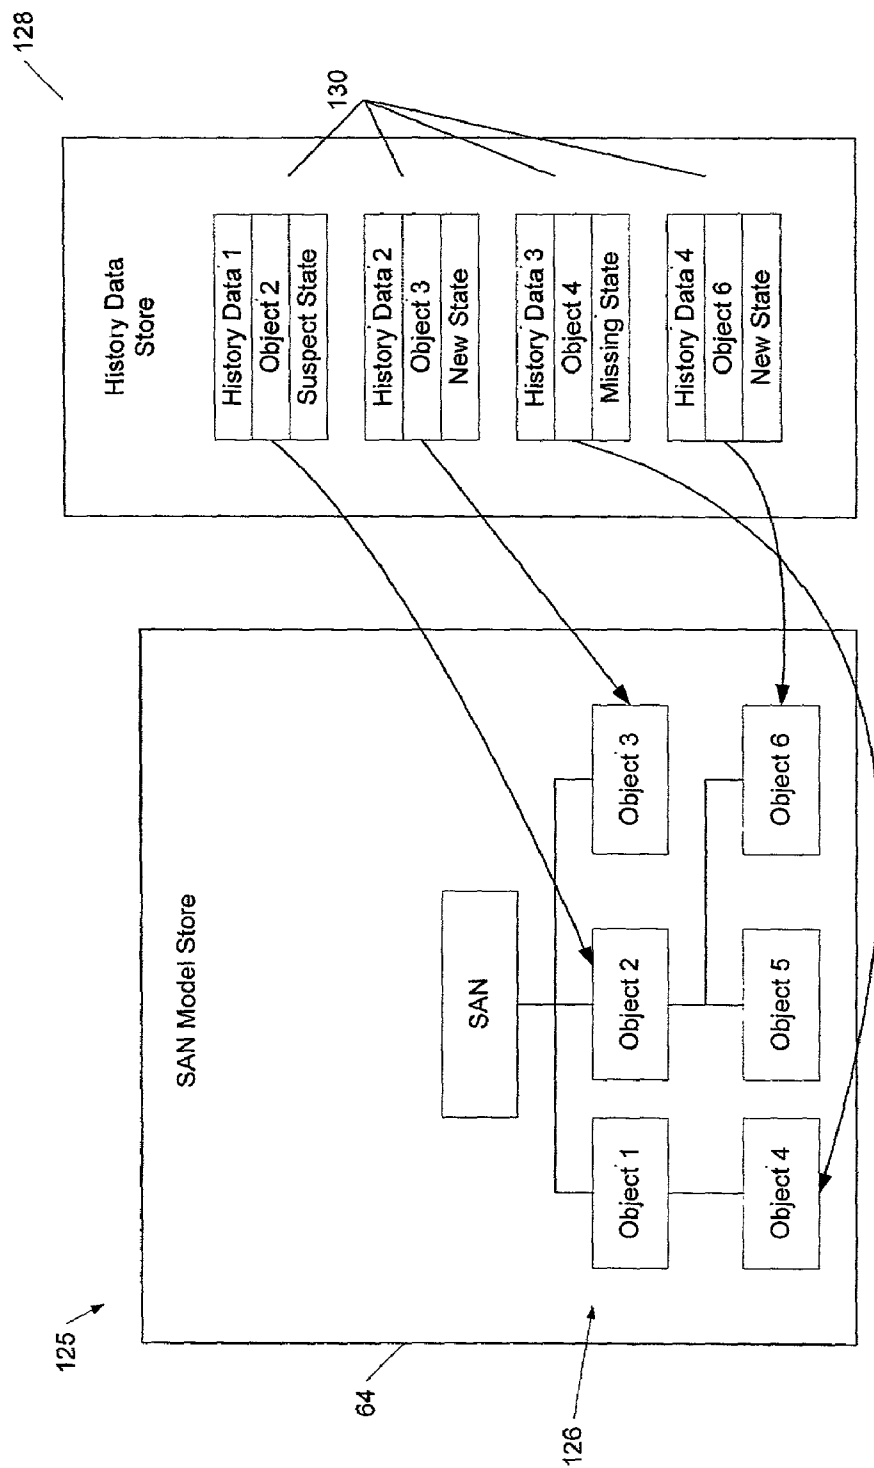 125
128
SAN Model Store
History Data
Store
64
126
130
SAN
Object 1
Object 2
Object 3
Object 4
Object 5
Object 6
History Data 1
Object 2
Suspect State
History Data 2
Object 3
New State
History Data 3
Object 4
Missing State
History Data 4
Object 6
New State